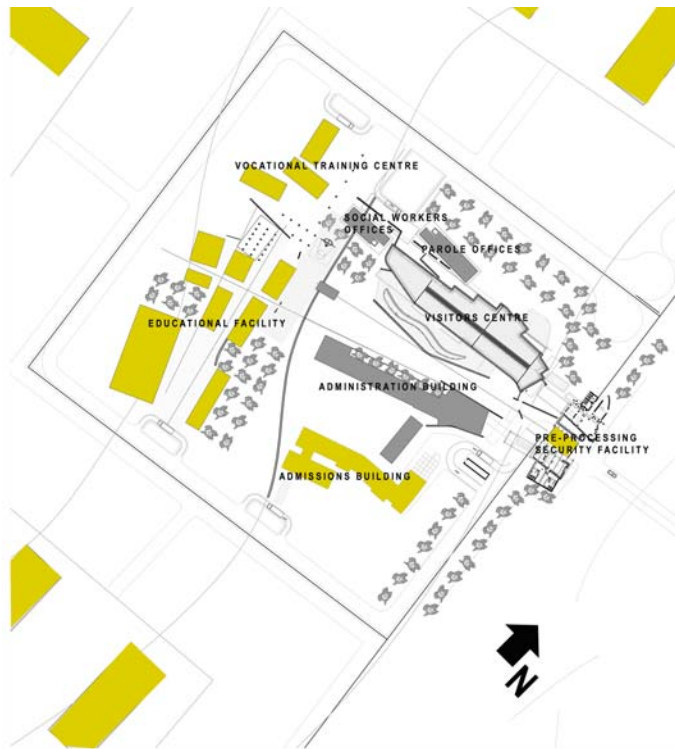 VOCATIONAL TRAINING CENTRE
SOCIAL WORKERS
OFFICES
PAROLE OFFICES
VISITORS CENTRE
EDUCATIONAL FACILITY
ADMINISTRATION BUILDING
PRE-PROCESSING
SECURITY FACILITY
ADMISSIONS BUILDING
N